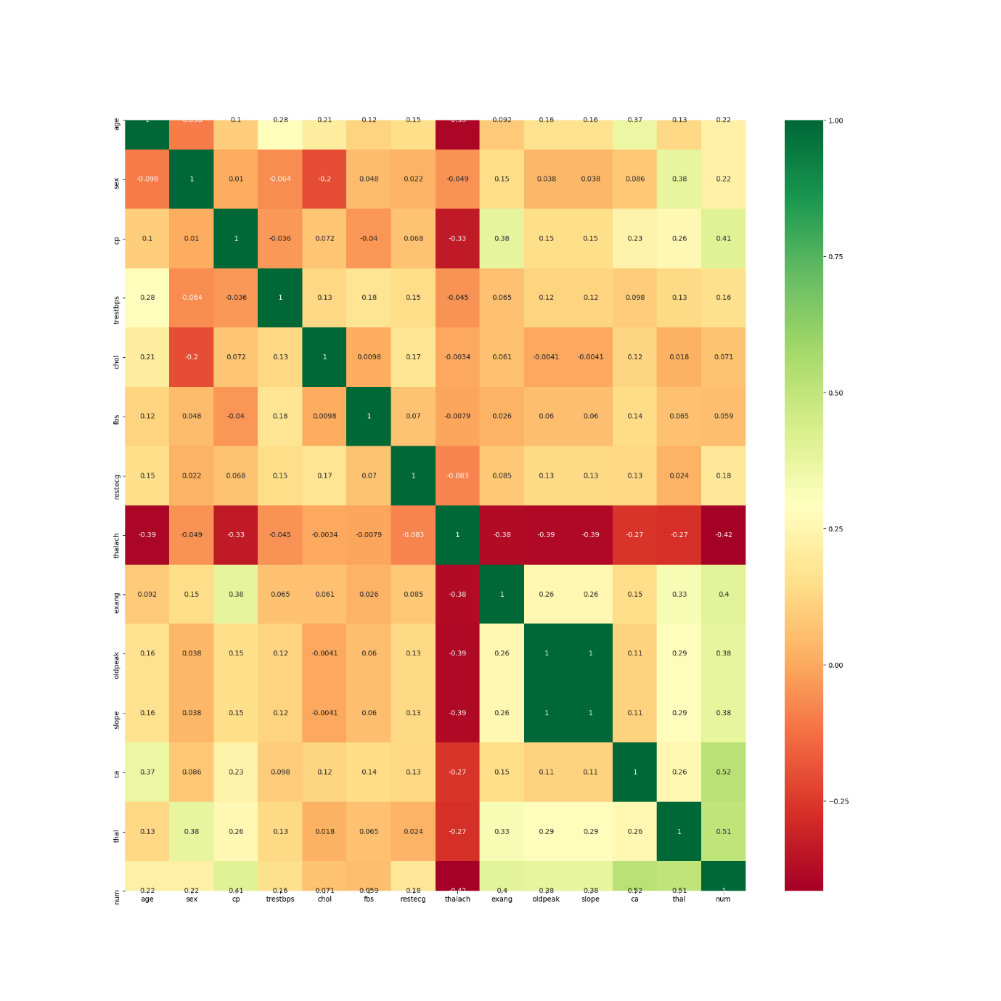 age 1 -0.098 0.1 0.28 0.21 0.12 0.15 -0.39 0.092 0.16 0.16 0.37 0.13 0.22
sex -0.098 1 0.01 -0.064 -0.2 0.048 0.022 -0.049 0.15 0.038 0.038 0.086 0.38 0.22
cp 0.1 0.01 1 -0.036 0.072 -0.04 0.068 -0.33 0.38 0.15 0.15 0.23 0.26 0.41
trestbps 0.28 -0.064 -0.036 1 0.13 0.18 0.15 -0.045 0.065 0.12 0.12 0.098 0.13 0.16
chol 0.21 -0.2 0.072 0.13 1 0.0098 0.17 -0.0034 0.061 -0.0041 -0.0041 0.12 0.018 0.071
fbs 0.12 0.048 -0.04 0.18 0.0098 1 0.07 -0.0079 0.026 0.06 0.06 0.14 0.065 0.059
restecg 0.15 0.022 0.068 0.15 0.17 0.07 1 -0.083 0.085 0.13 0.13 0.13 0.024 0.18
thalach -0.39 -0.049 -0.33 -0.045 -0.0034 -0.0079 -0.083 1 -0.38 -0.39 -0.39 -0.27 -0.27 -0.42
exang 0.092 0.15 0.38 0.065 0.061 0.026 0.085 -0.38 1 0.26 0.26 0.15 0.33 0.4
oldpeak 0.16 0.038 0.15 0.12 -0.0041 0.06 0.13 -0.39 0.26 1 1 0.11 0.29 0.38
slope 0.16 0.038 0.15 0.12 -0.0041 0.06 0.13 -0.39 0.26 1 1 0.11 0.29 0.38
ca 0.37 0.086 0.23 0.098 0.12 0.14 0.13 -0.27 0.15 0.11 0.11 1 0.26 0.52
thal 0.13 0.38 0.26 0.13 0.018 0.065 0.024 -0.27 0.33 0.29 0.29 0.26 1 0.51
num 0.22 0.22 0.41 0.16 0.071 0.059 0.18 -0.42 0.4 0.38 0.38 0.52 0.51 1
age sex cp trestbps chol fbs restecg thalach exang oldpeak slope ca thal num
1.00
0.75
0.50
0.25
0.00
−0.25